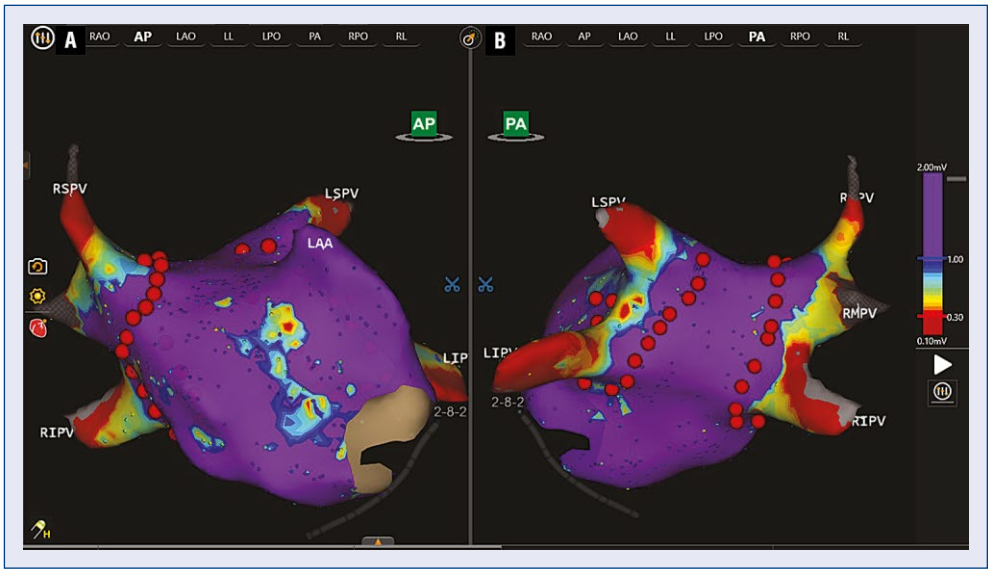 A RAO AP LAO LL LPO PA RPO RL
B RAO AP LAO LL LPO PA RPO RL
AP
PA
RSPV
LSPV
LAA
LIP
2-8-2
RIPV
H
LSPV
LIPV
2-8-2
RMPV
RIPV
2.00mV
1.00
0.30
0.10mV